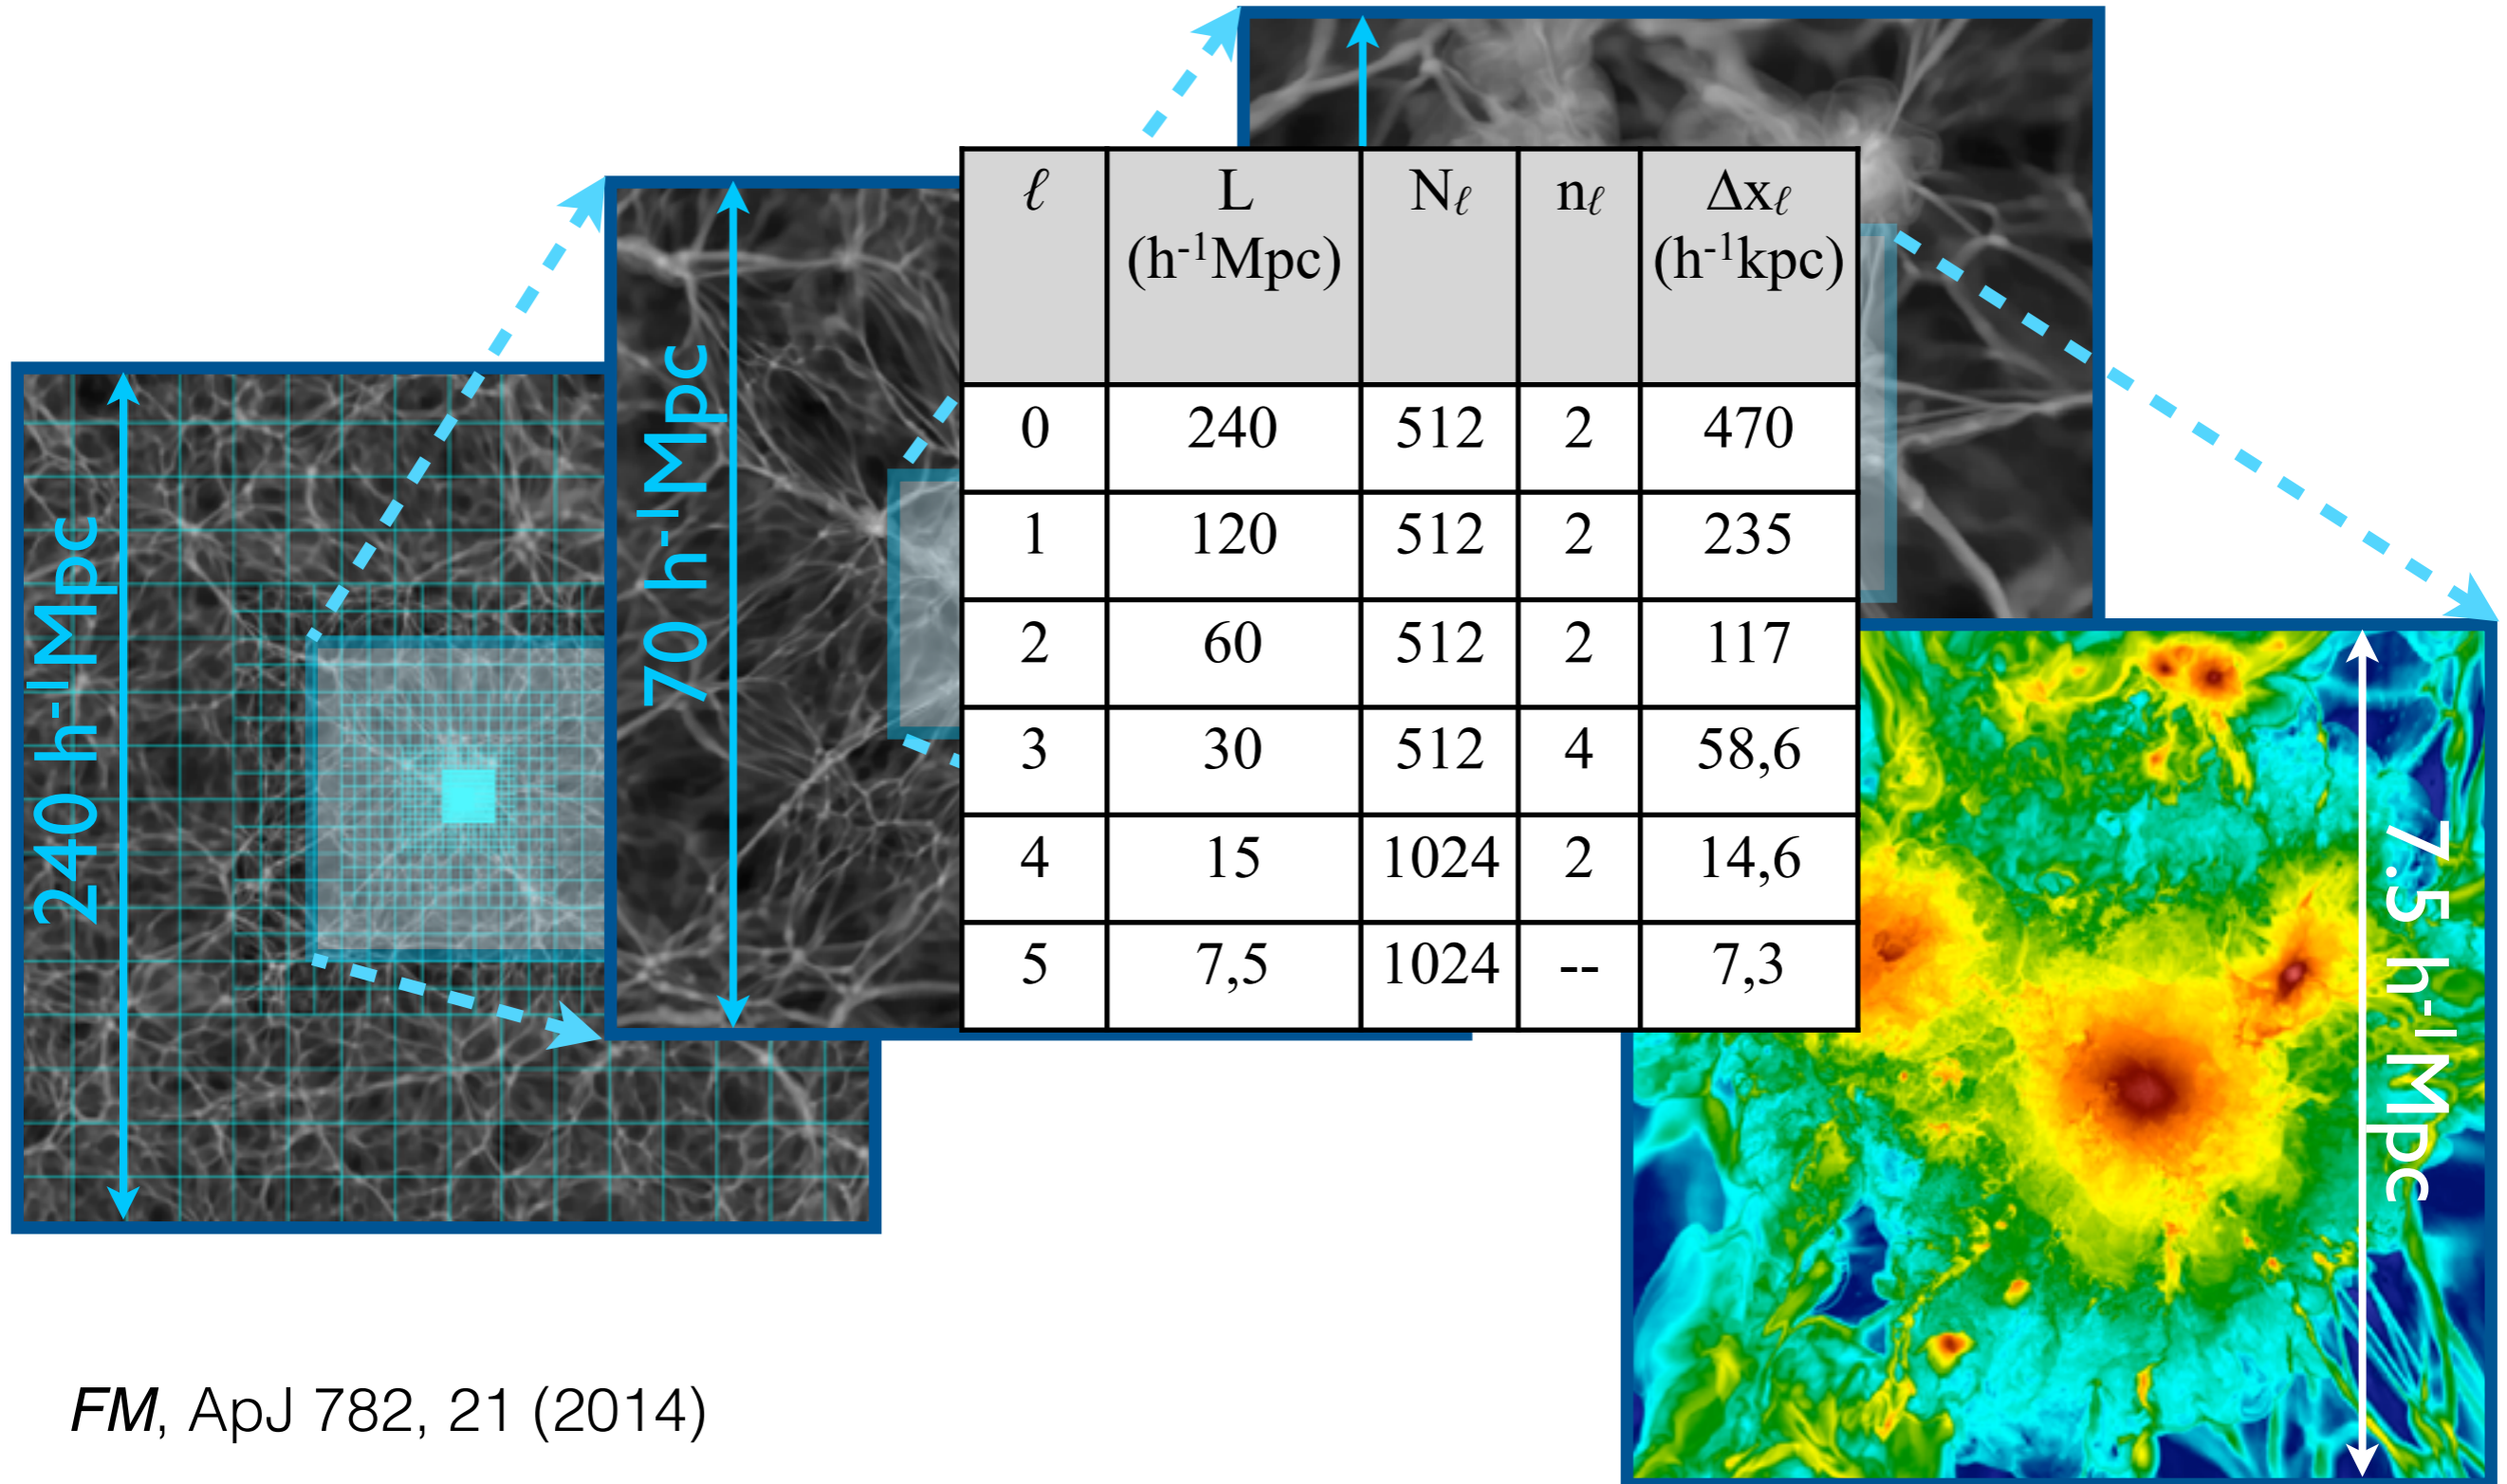 240 h-1Mpc
70 h-1Mpc
ℓ L Nℓ nℓ Δxℓ
(h-1Mpc) (h-1kpc)
0 240 512 2 470
1 120 512 2 235
2 60 512 2 117
3 30 512 4 58,6
4 15 1024 2 14,6
5 7,5 1024 -- 7,3
7.5 h-1Mpc
FM, ApJ 782, 21 (2014)